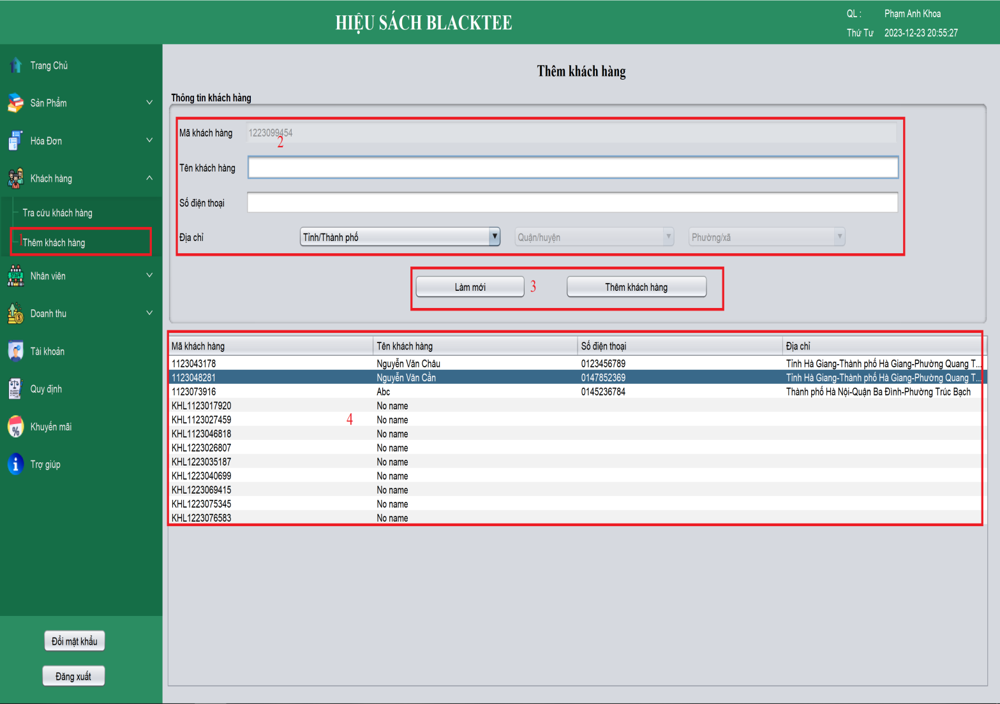 HIỆU SÁCH BLACKTEE
QL : Phạm Anh Khoa
Thứ Tư 2023-12-23 20:55:27
Trang Chủ
Sản Phẩm
Hóa Đơn
Khách hàng
Tra cứu khách hàng
1 Thêm khách hàng
Nhân viên
Doanh thu
Tài khoản
Quy định
Khuyến mãi
Trợ giúp
Đổi mật khẩu
Đăng xuất
Thêm khách hàng
Thông tin khách hàng
Mã khách hàng 1223099454
2
Tên khách hàng
Số điện thoại
Địa chỉ Tỉnh/Thành phố Quận/huyện Phường/xã
Làm mới 3 Thêm khách hàng
Mã khách hàng Tên khách hàng Số điện thoại Địa chỉ
1123043178 Nguyễn Văn Châu 0123456789 Tỉnh Hà Giang-Thành phố Hà Giang-Phường Quang T...
1123048281 Nguyễn Văn Cần 0147852369 Tỉnh Hà Giang-Thành phố Hà Giang-Phường Quang T...
1123073916 Abc 0145236784 Thành phố Hà Nội-Quận Ba Đình-Phường Trúc Bạch
KHL1123017920 No name
KHL1123027459 4 No name
KHL1123046818 No name
KHL1223026807 No name
KHL1223035187 No name
KHL1223040699 No name
KHL1223069415 No name
KHL1223075345 No name
KHL1223076583 No name